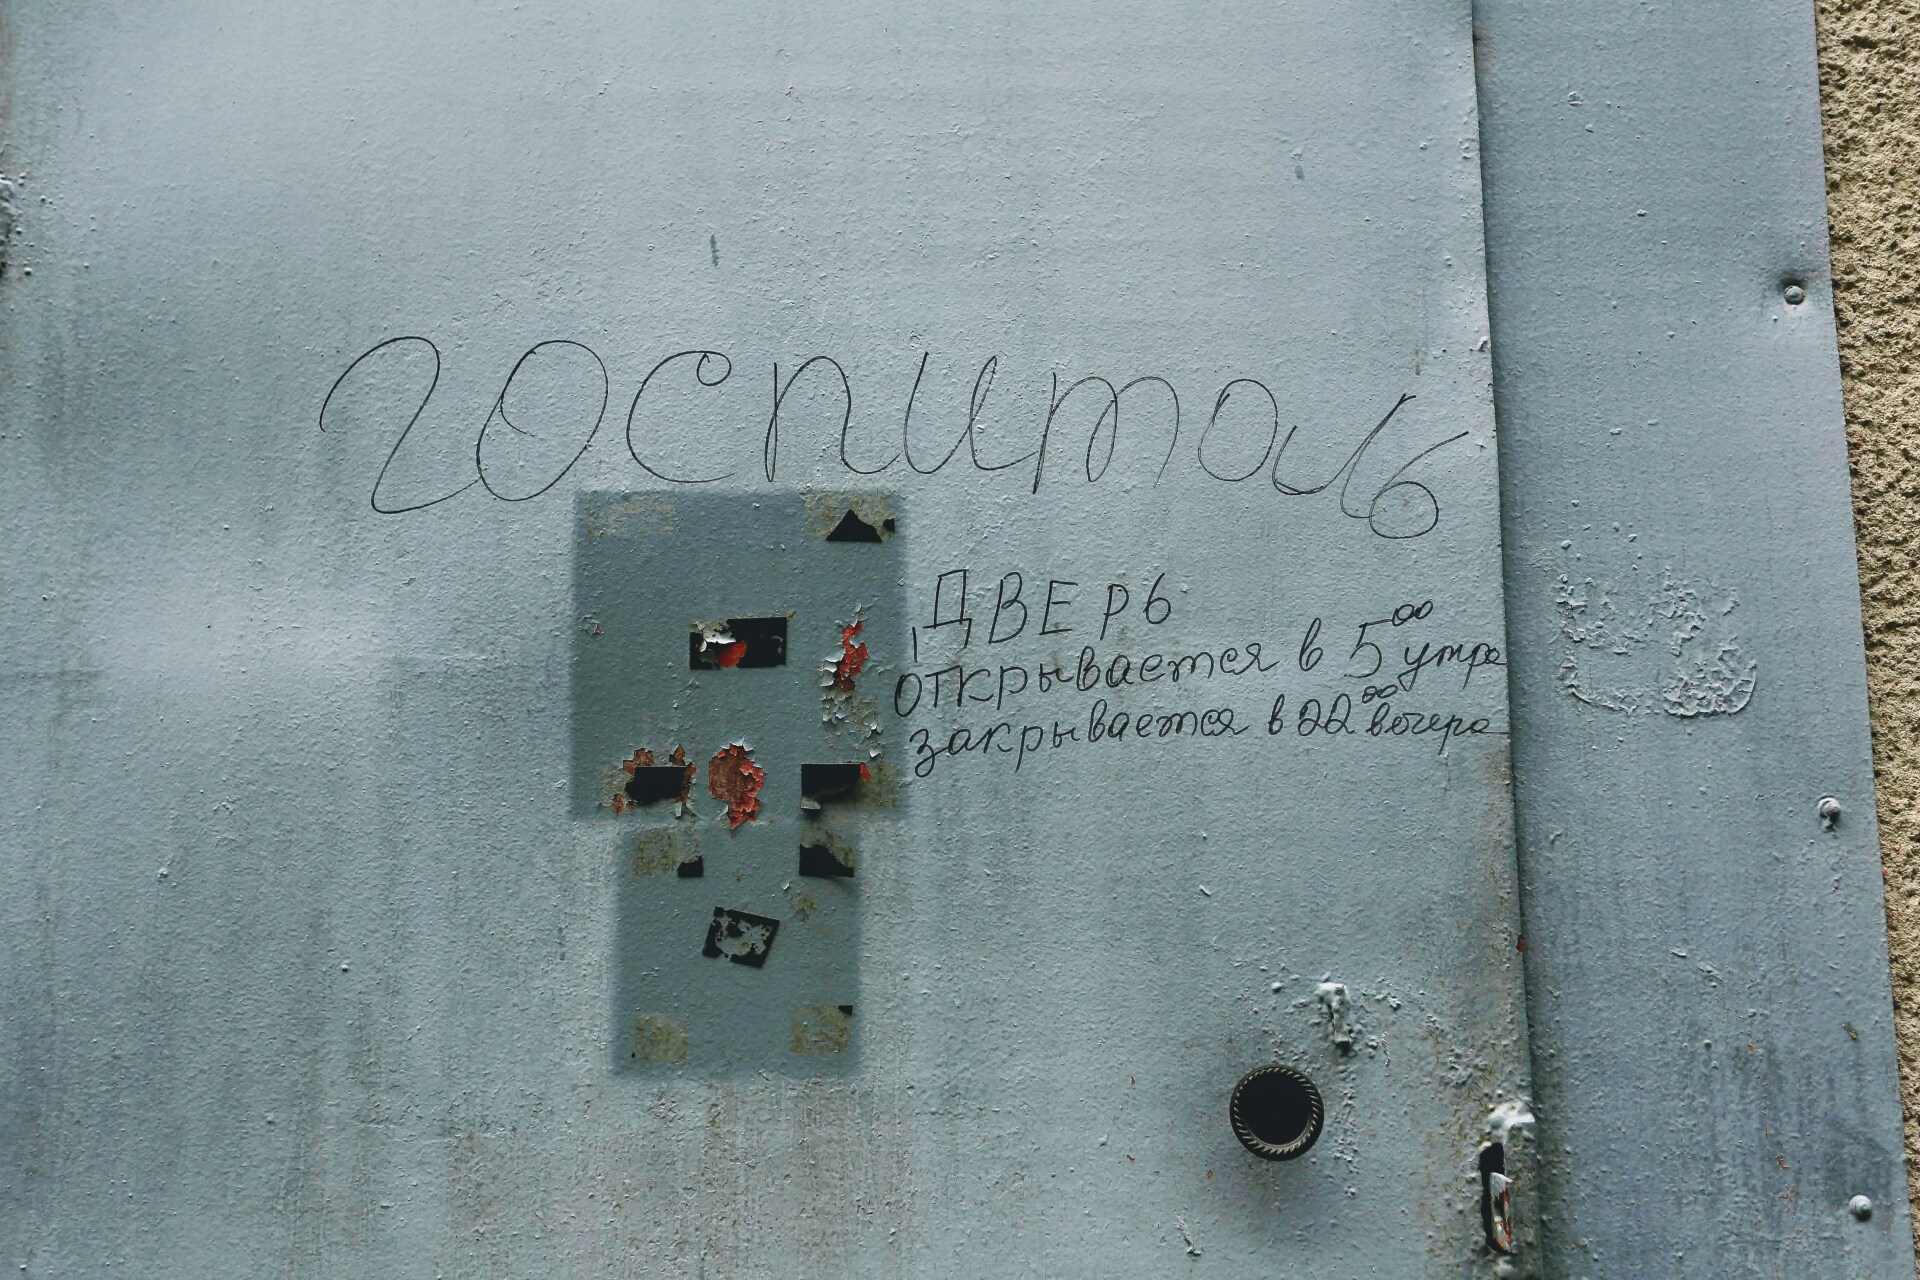 госпиталь
ДВЕРЬ
открывается в 5⁰⁰ утра
закрывается в 22⁰⁰ вечера